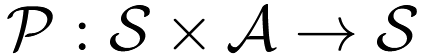 𝒫 : 𝒮 × 𝒜 → 𝒮